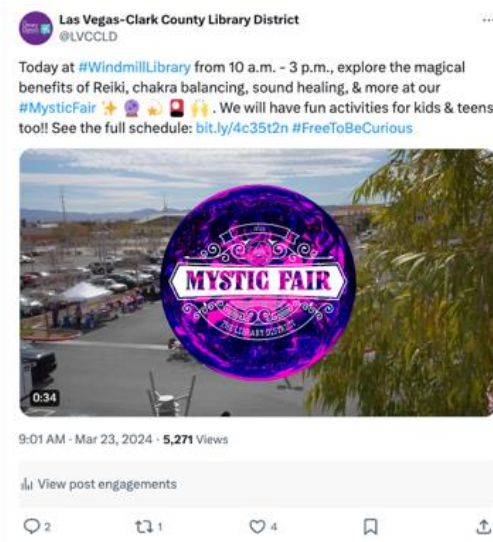 Las Vegas-Clark County Library District
@LVCCLD
Today at #WindmillLibrary from 10 a.m. - 3 p.m., explore the magical
benefits of Reiki, chakra balancing, sound healing, & more at our
#MysticFair ✨ 🔮 💫 🎴 🙌 . We will have fun activities for kids & teens
too!! See the full schedule: bit.ly/4c35t2n #FreeToBeCurious
MYSTIC FAIR
THE LIBRARY DISTRICT
0:34
9:01 AM · Mar 23, 2024 · 5,271 Views
View post engagements
2 1 4